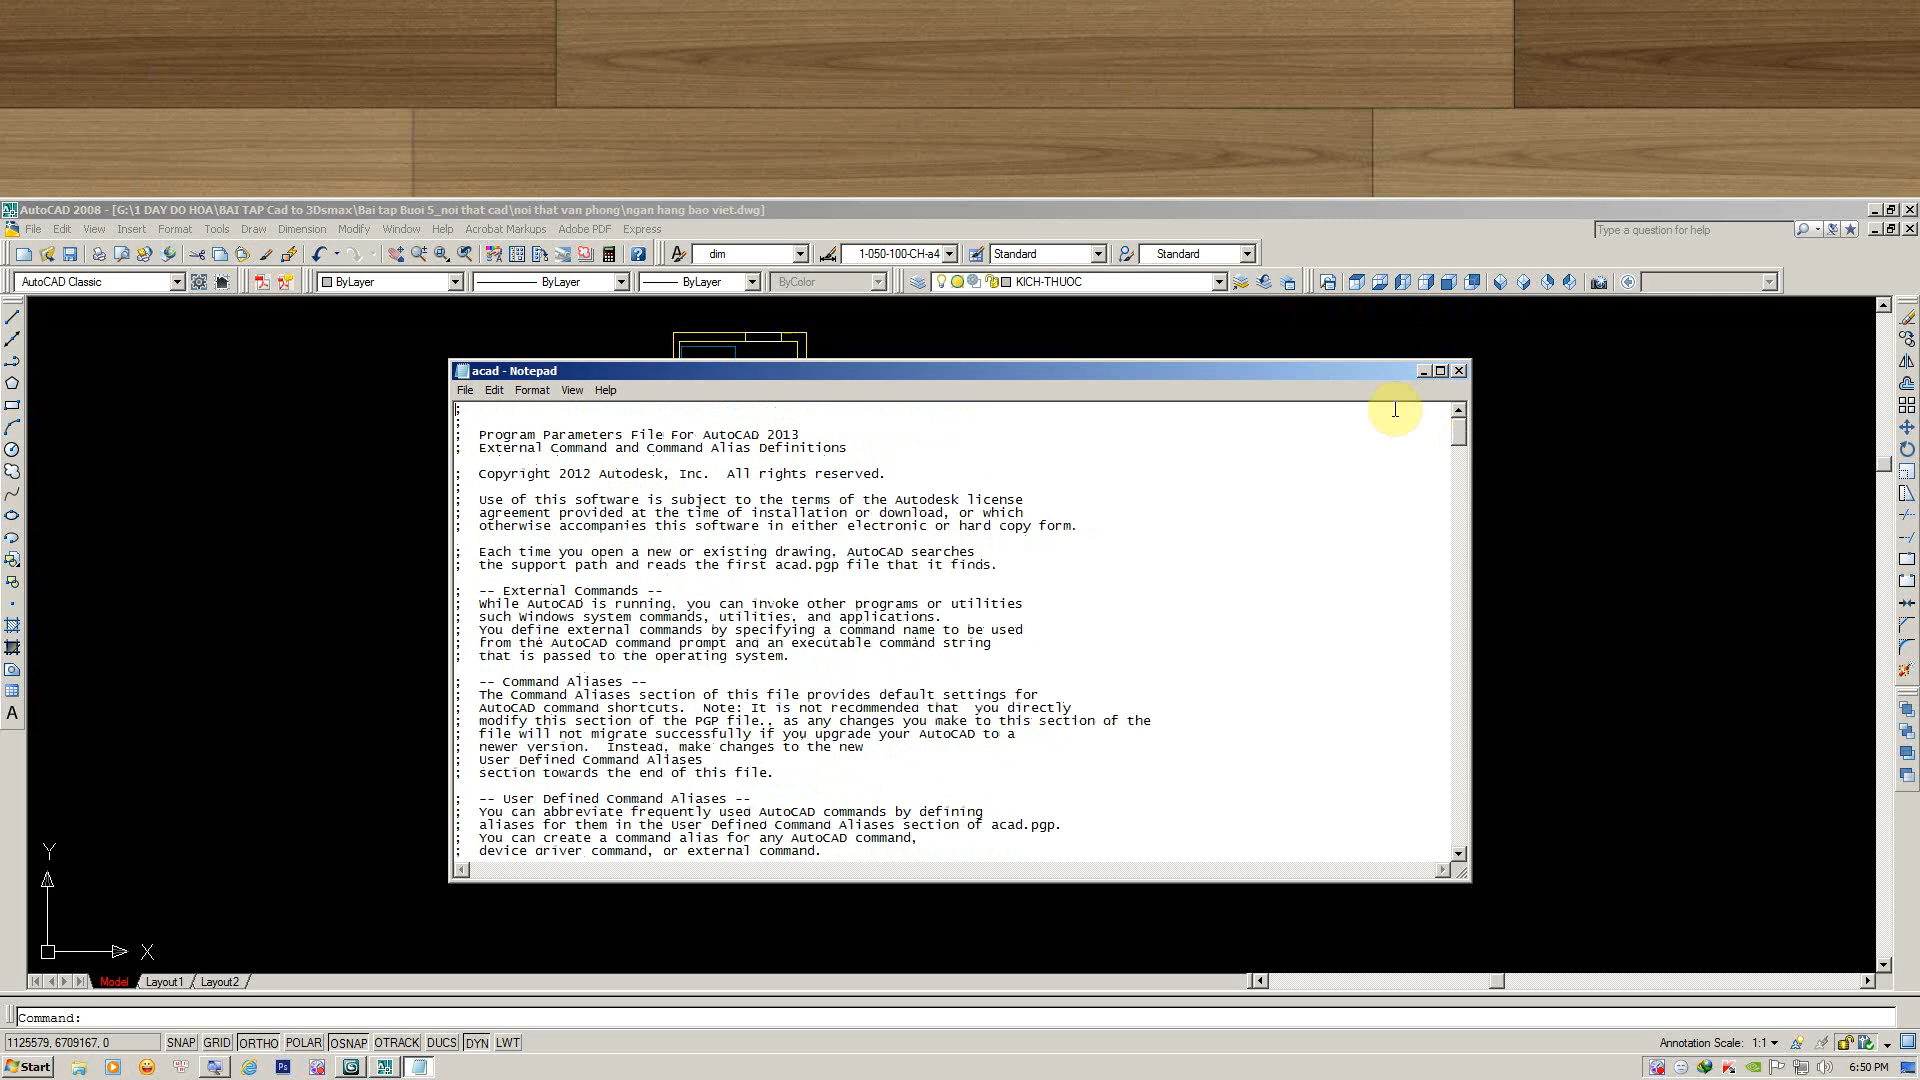 AutoCAD 2008 - [G:\1 DAY DO HOA\BAI TAP Cad to 3Dsmax\Bai tap Buoi 5_noi that cad\noi that van phong\ngan hang bao viet.dwg]
File Edit View Insert Format Tools Draw Dimension Modify Window Help Acrobat Markups Adobe PDF Express Type a question for help
dim 1-050-100-CH-a4 Standard Standard
AutoCAD Classic ByLayer ByLayer ByLayer ByColor KICH-THUOC
acad - Notepad
File Edit Format View Help
;
;
; Program Parameters File For AutoCAD 2013
; External Command and Command Alias Definitions
;
; Copyright 2012 Autodesk, Inc.  All rights reserved.
;
; Use of this software is subject to the terms of the Autodesk license
; agreement provided at the time of installation or download, or which
; otherwise accompanies this software in either electronic or hard copy form.
;
; Each time you open a new or existing drawing, AutoCAD searches
; the support path and reads the first acad.pgp file that it finds.
;
; -- External Commands --
; While AutoCAD is running, you can invoke other programs or utilities
; such Windows system commands, utilities, and applications.
; You define external commands by specifying a command name to be used
; from the AutoCAD command prompt and an executable command string
; that is passed to the operating system.
;
; -- Command Aliases --
; The Command Aliases section of this file provides default settings for
; AutoCAD command shortcuts.  Note: It is not recommended that  you directly
; modify this section of the PGP file., as any changes you make to this section of the
; file will not migrate successfully if you upgrade your AutoCAD to a
; newer version.  Instead, make changes to the new
; User Defined Command Aliases
; section towards the end of this file.
;
; -- User Defined Command Aliases --
; You can abbreviate frequently used AutoCAD commands by defining
; aliases for them in the User Defined Command Aliases section of acad.pgp.
; You can create a command alias for any AutoCAD command,
; device driver command, or external command.
Y
X
Model Layout1 Layout2
Command:
1125579, 6709167, 0 SNAP GRID ORTHO POLAR OSNAP OTRACK DUCS DYN LWT Annotation Scale: 1:1
Start Ps 6:50 PM